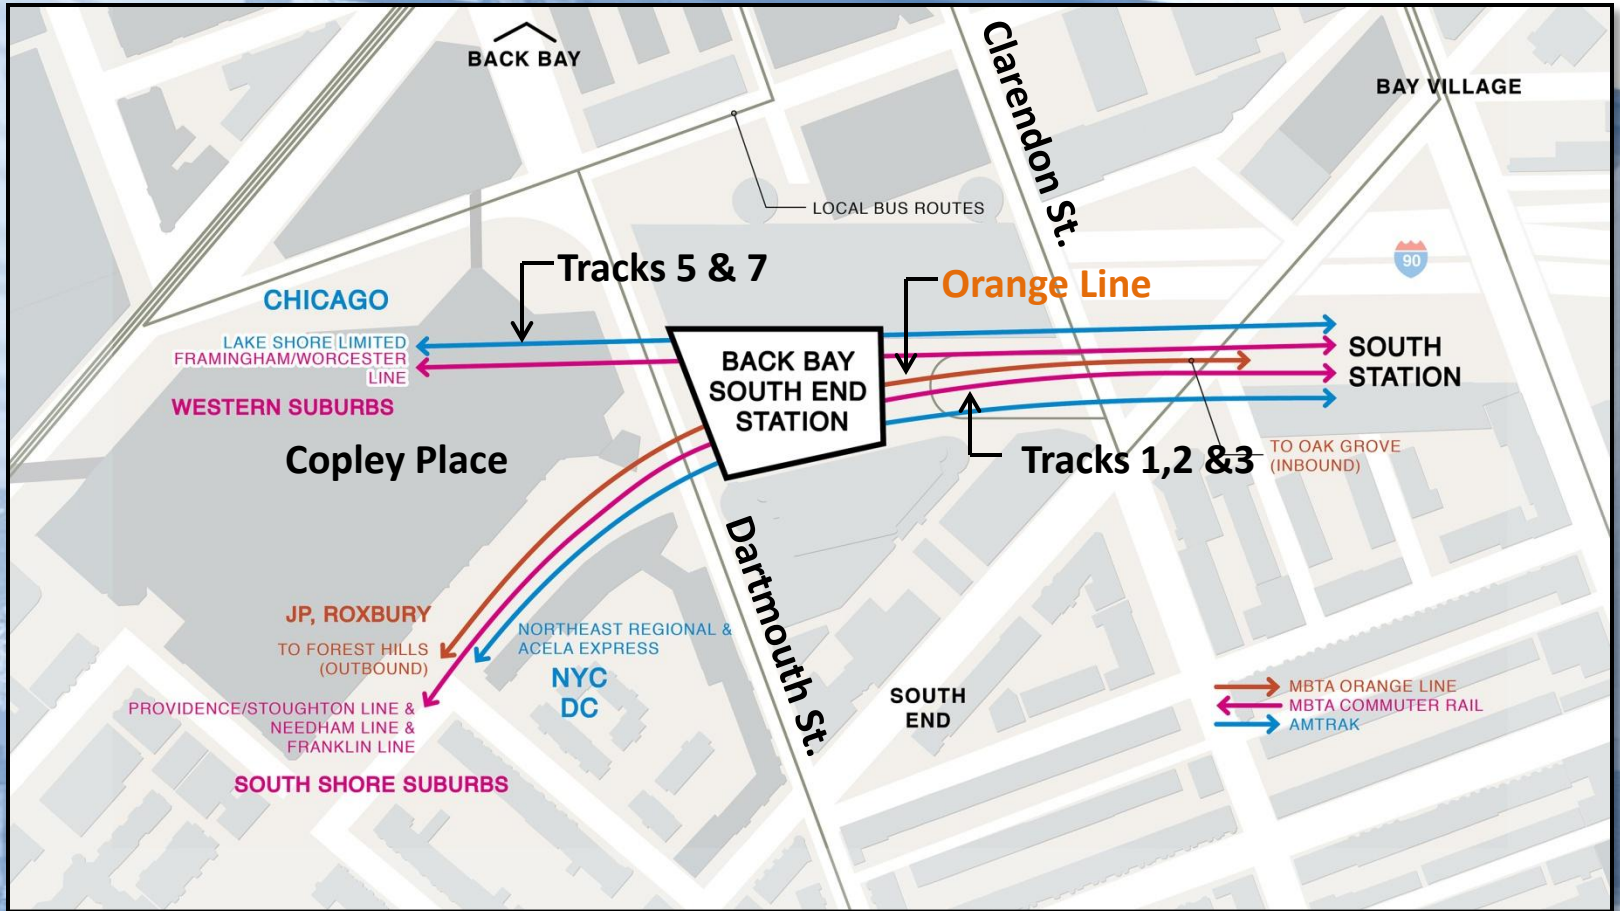 BACK BAY
Clarendon St.
BAY VILLAGE
LOCAL BUS ROUTES
Tracks 5 & 7
Orange Line
90
CHICAGO
LAKE SHORE LIMITED
FRAMINGHAM/WORCESTER
LINE
WESTERN SUBURBS
BACK BAY
SOUTH END
STATION
SOUTH
STATION
Copley Place
Tracks 1,2 &3
TO OAK GROVE
(INBOUND)
Dartmouth St.
JP, ROXBURY
TO FOREST HILLS
(OUTBOUND)
NORTHEAST REGIONAL &
ACELA EXPRESS
NYC
DC
PROVIDENCE/STOUGHTON LINE &
NEEDHAM LINE &
FRANKLIN LINE
SOUTH SHORE SUBURBS
SOUTH
END
MBTA ORANGE LINE
MBTA COMMUTER RAIL
AMTRAK